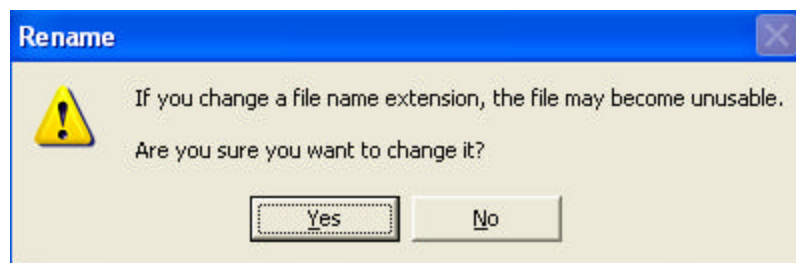 Rename
If you change a file name extension, the file may become unusable.
Are you sure you want to change it?
Yes No